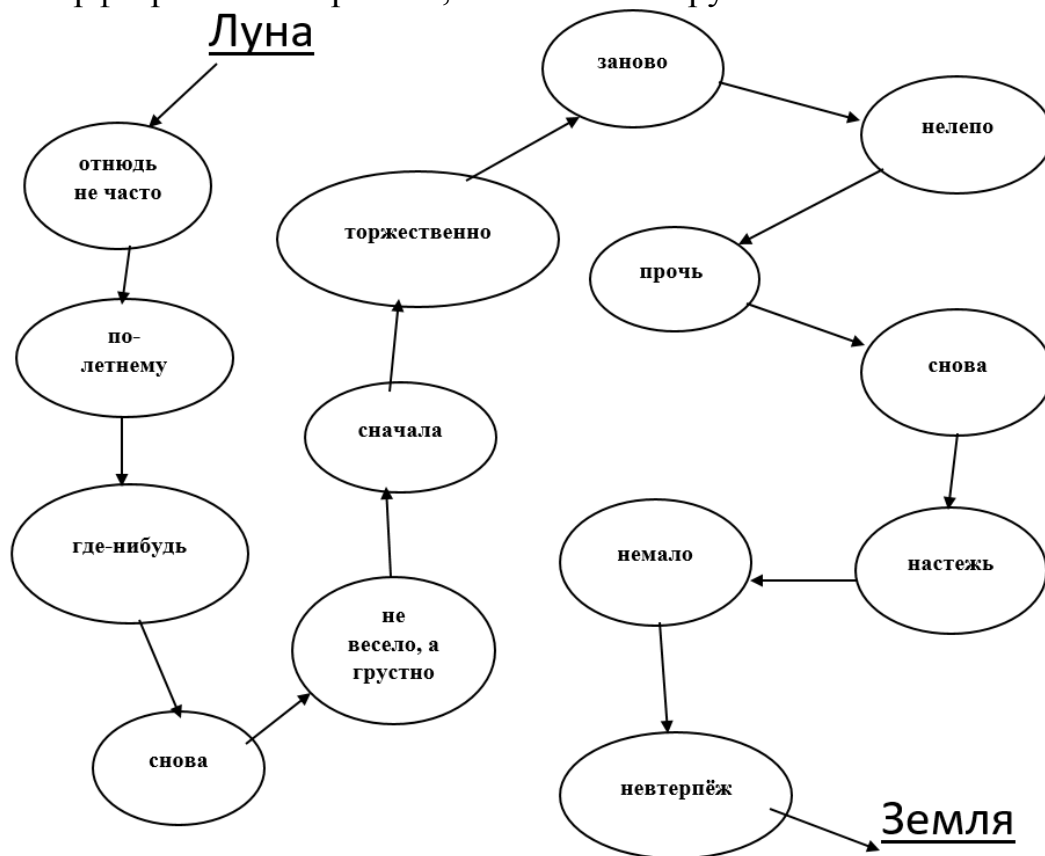 Луна
отнюдь
не часто
по-
летнему
где-нибудь
снова
не
весело, а
грустно
сначала
торжественно
заново
нелепо
прочь
снова
настежь
немало
невтерпёж
Земля